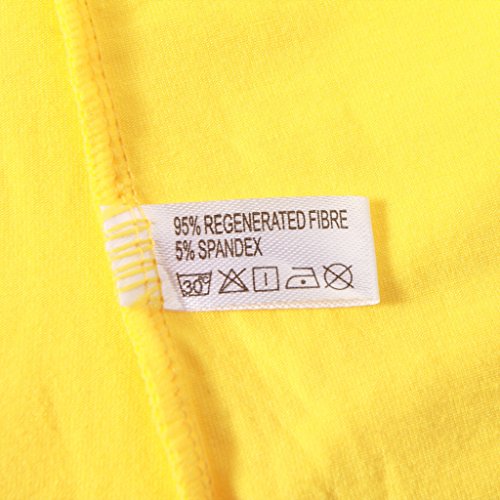 95% REGENERATED FIBRE
5% SPANDEX
30°